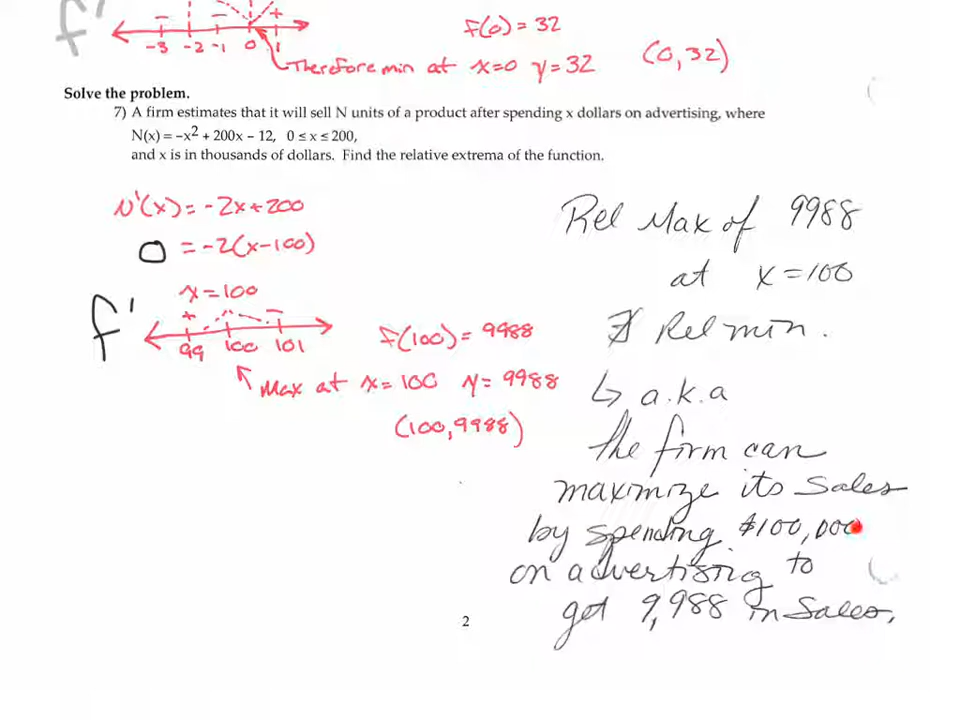 f'
-3 -2 -1 0 1
+
f(0) = 32
Therefore min at x=0 y=32
(0,32)
Solve the problem.
7) A firm estimates that it will sell N units of a product after spending x dollars on advertising, where
N(x) = -x² + 200x - 12, 0 ≤ x ≤ 200,
and x is in thousands of dollars. Find the relative extrema of the function.
N'(x) = -2x+200
0 = -2(x-100)
x=100
f'
+ -
99 100 101
f(100) = 9988
Max at x=100 y=9988
(100,9988)
Rel Max of 9988
at x=100
∄ Rel min.
↳ a.k.a
the firm can
maximize its Sales
by spending $100,000
on advertising to
get 9,988 in Sales.
2